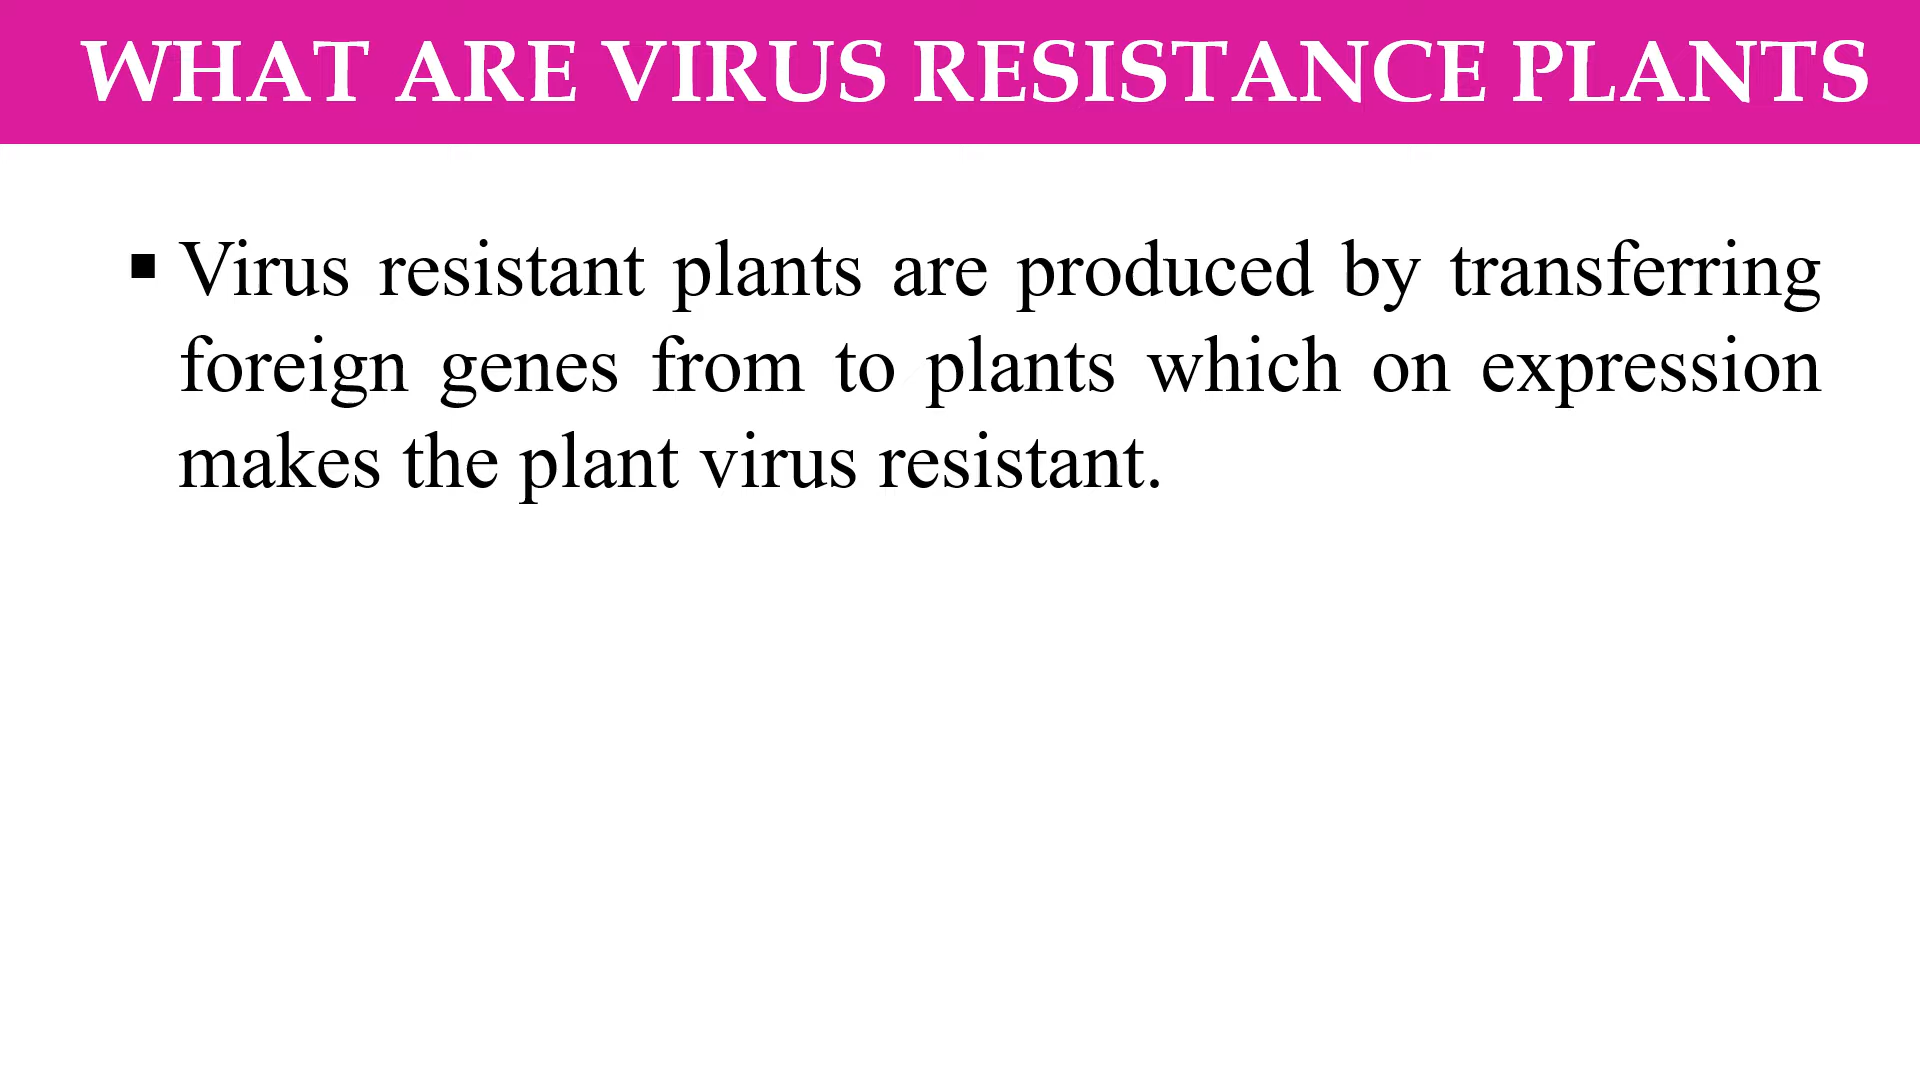 WHAT ARE VIRUS RESISTANCE PLANTS
▪ Virus resistant plants are produced by transferring
foreign genes from to plants which on expression
makes the plant virus resistant.